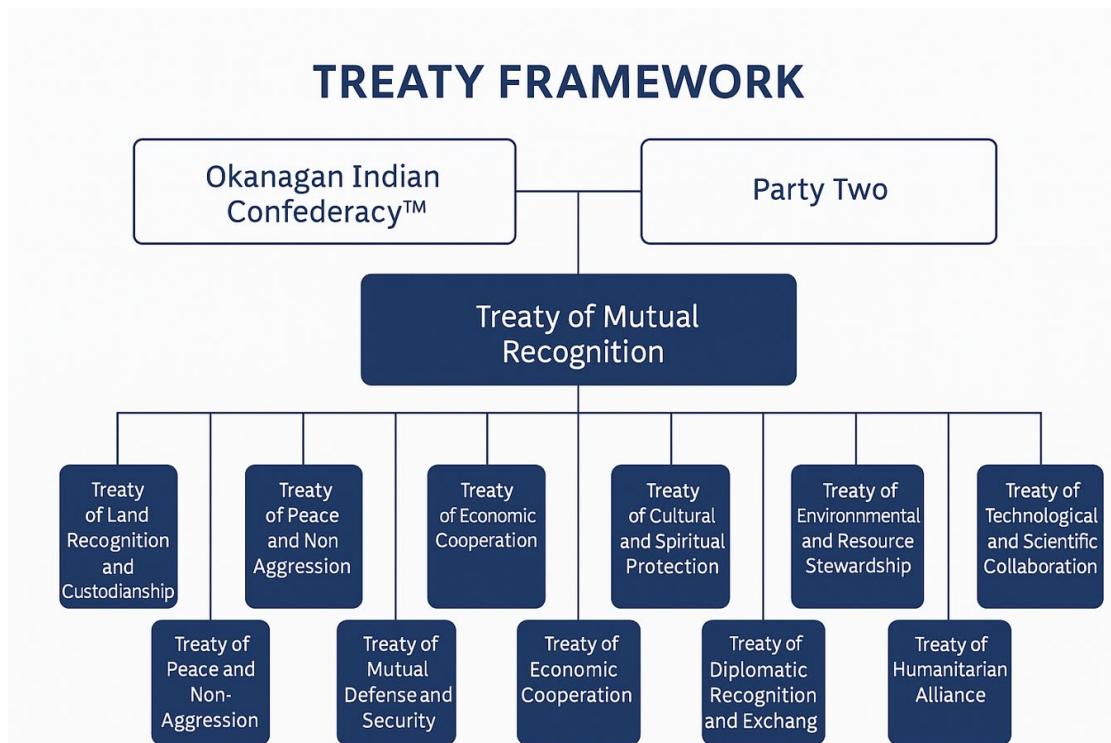 TREATY FRAMEWORK
Okanagan Indian
Confederacy™
Party Two
Treaty of Mutual
Recognition
Treaty
of Land
Recognition
and
Custodianship
Treaty
of Peace
and Non
Aggression
Treaty
of Economic
Cooperation
Treaty
of Cultural
and Spiritual
Protection
Treaty of
Environnmental
and Resource
Stewardship
Treaty of
Technological
and Scientific
Collaboration
Treaty of
Peace and
Non-
Aggression
Treaty of
Mutual
Defense and
Security
Treaty of
Economic
Cooperation
Treaty of
Diplomatic
Recognition
and Exchang
Treaty of
Humanitarian
Alliance